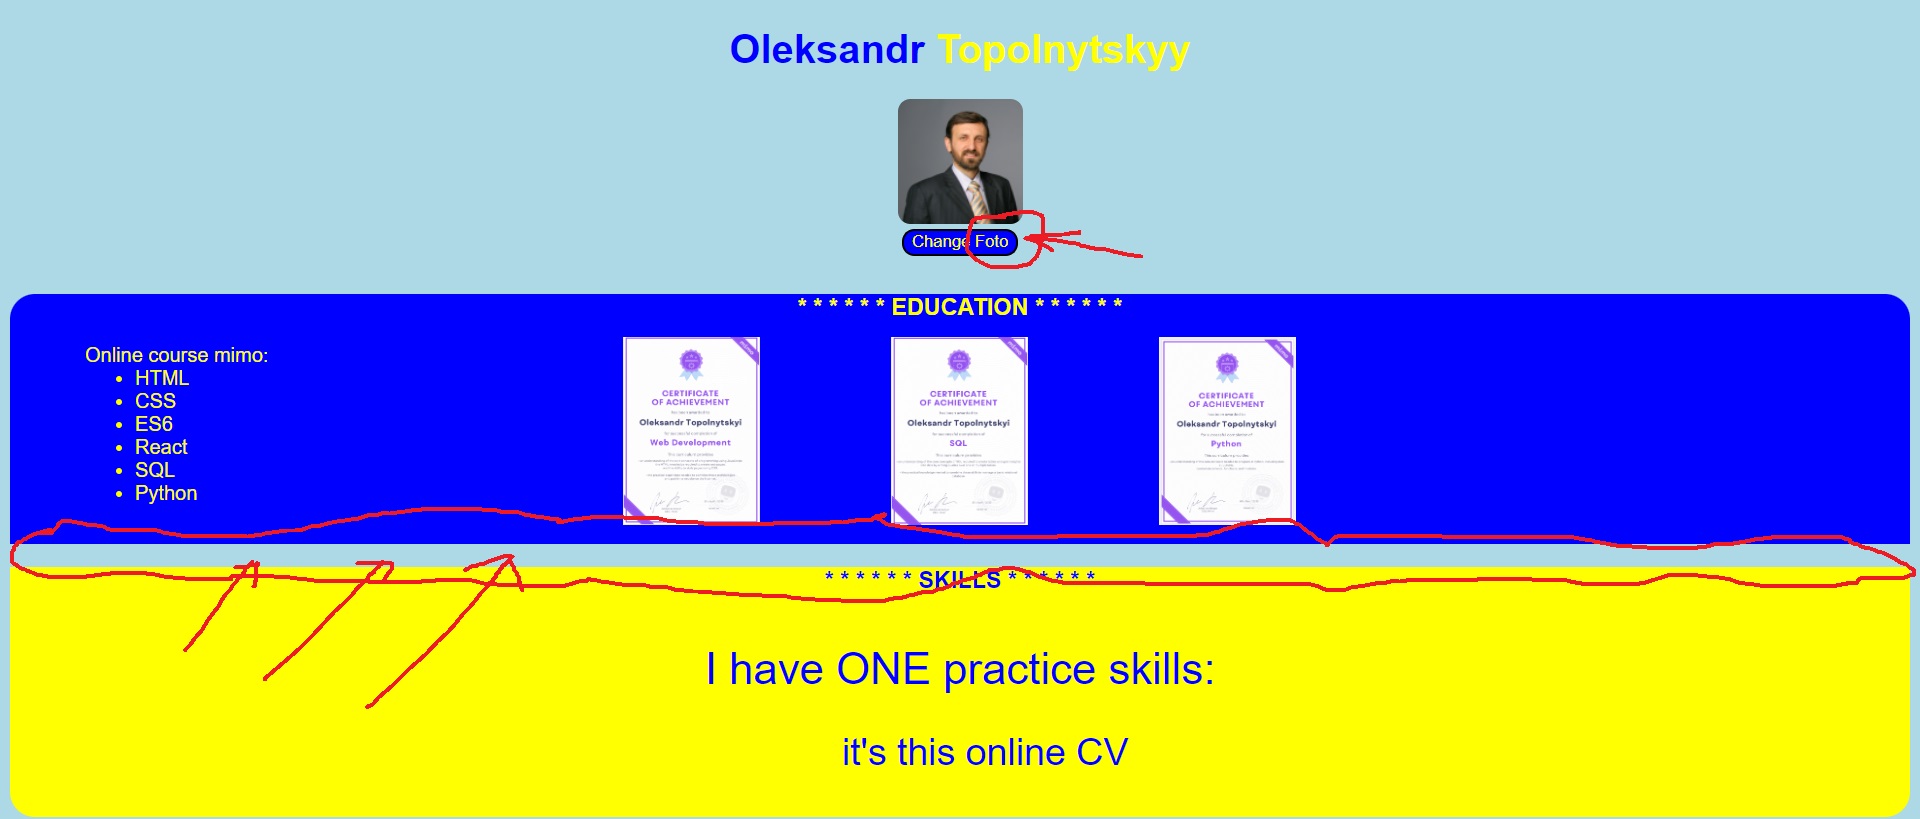 Oleksandr Topolnytskyy
Change Foto
* * * * * * EDUCATION * * * * * *
Online course mimo:
HTML
CSS
ES6
React
SQL
Python
CERTIFICATE
OF ACHIEVEMENT
Oleksandr Topolnytskyi
Web Development
CERTIFICATE
OF ACHIEVEMENT
Oleksandr Topolnytskyi
SQL
CERTIFICATE
OF ACHIEVEMENT
Oleksandr Topolnytskyi
Python
* * * * * * SKILLS * * * * * *
I have ONE practice skills:
it's this online CV